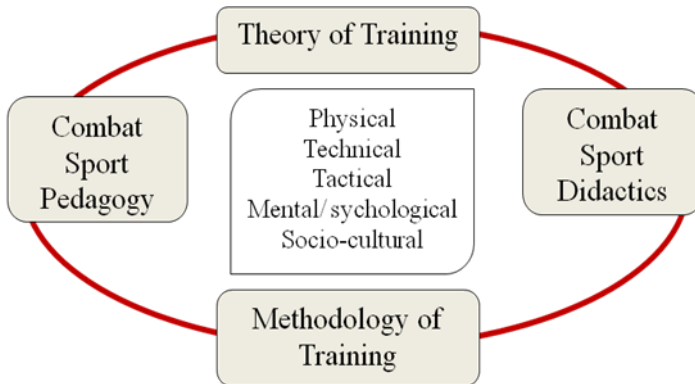 Theory of Training
Combat
Sport
Pedagogy
Physical
Technical
Tactical
Mental/sychological
Socio-cultural
Combat
Sport
Didactics
Methodology of
Training